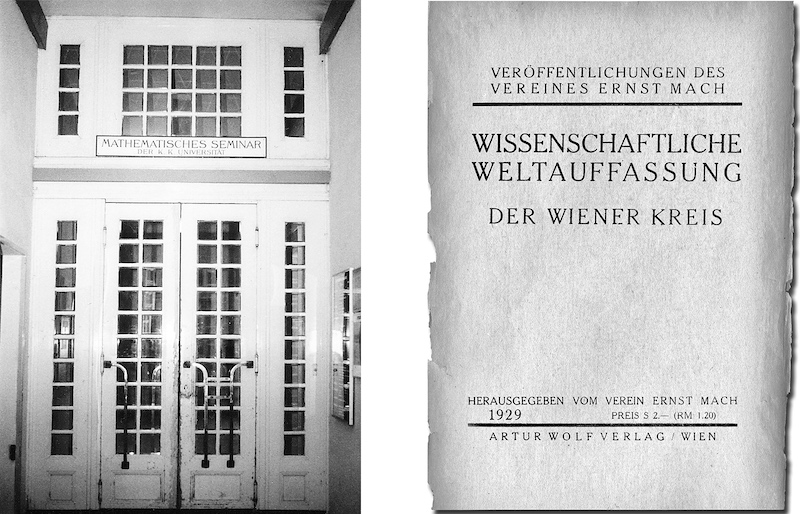 MATHEMATISCHES SEMINAR
DER K. K. UNIVERSITÄT
VERÖFFENTLICHUNGEN DES
VEREINES ERNST MACH
WISSENSCHAFTLICHE
WELTAUFFASSUNG
DER WIENER KREIS
HERAUSGEGEBEN VOM VEREIN ERNST MACH
1929 PREIS S 2.— (RM 1.20)
ARTUR WOLF VERLAG / WIEN